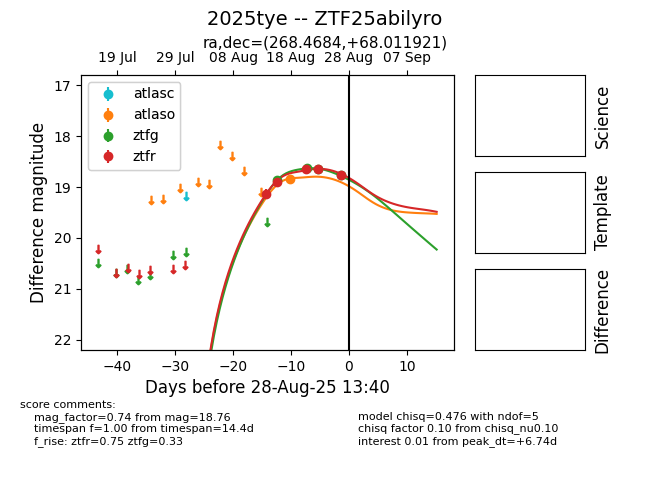 2025tye -- ZTF25abilyro
ra,dec=(268.4684,+68.011921)
19 Jul 29 Jul 08 Aug 18 Aug 28 Aug 07 Sep
atlasc
atlaso
ztfg
ztfr
17
18
19
20
21
22
Difference magnitude
−40 −30 −20 −10 0 10
Days before 28-Aug-25 13:40
Science
Template
Difference
score comments:
mag_factor=0.74 from mag=18.76
timespan f=1.00 from timespan=14.4d
f_rise: ztfr=0.75 ztfg=0.33
model chisq=0.476 with ndof=5
chisq factor 0.10 from chisq_nu0.10
interest 0.01 from peak_dt=+6.74d